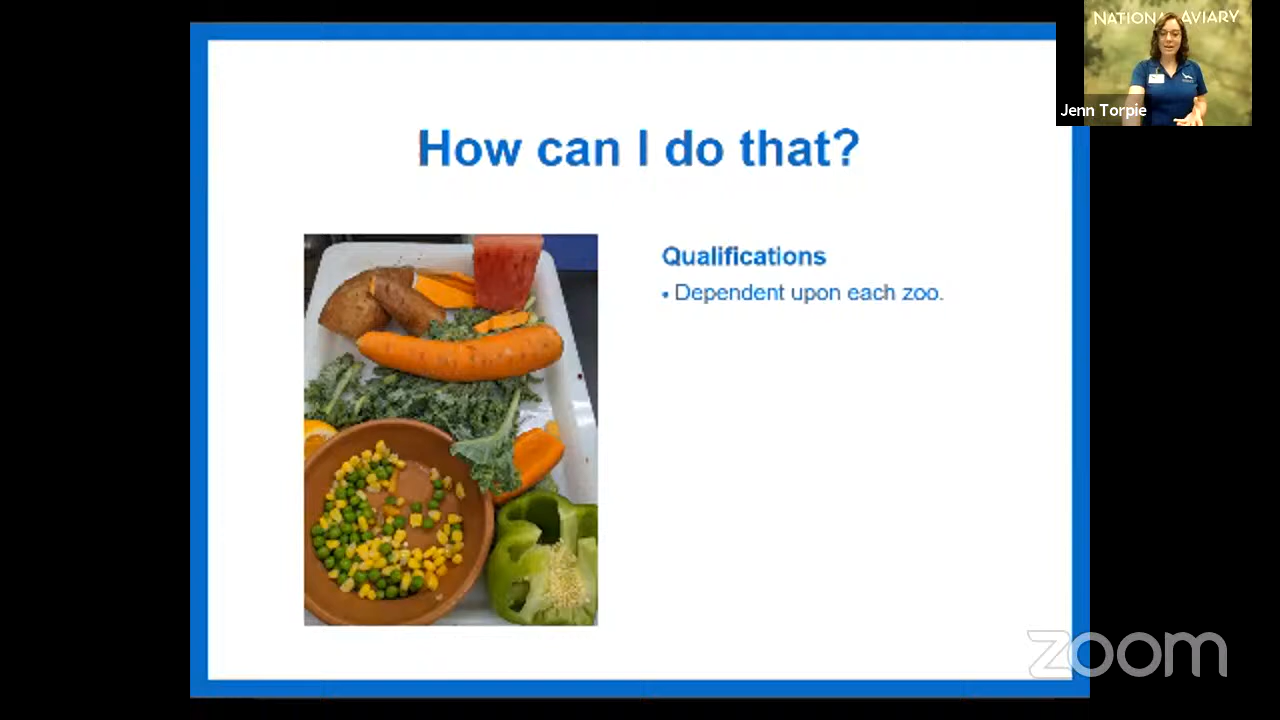 NATIONAL AVIARY
Jenn Torpie
How can I do that?
Qualifications
• Dependent upon each zoo.
zoom